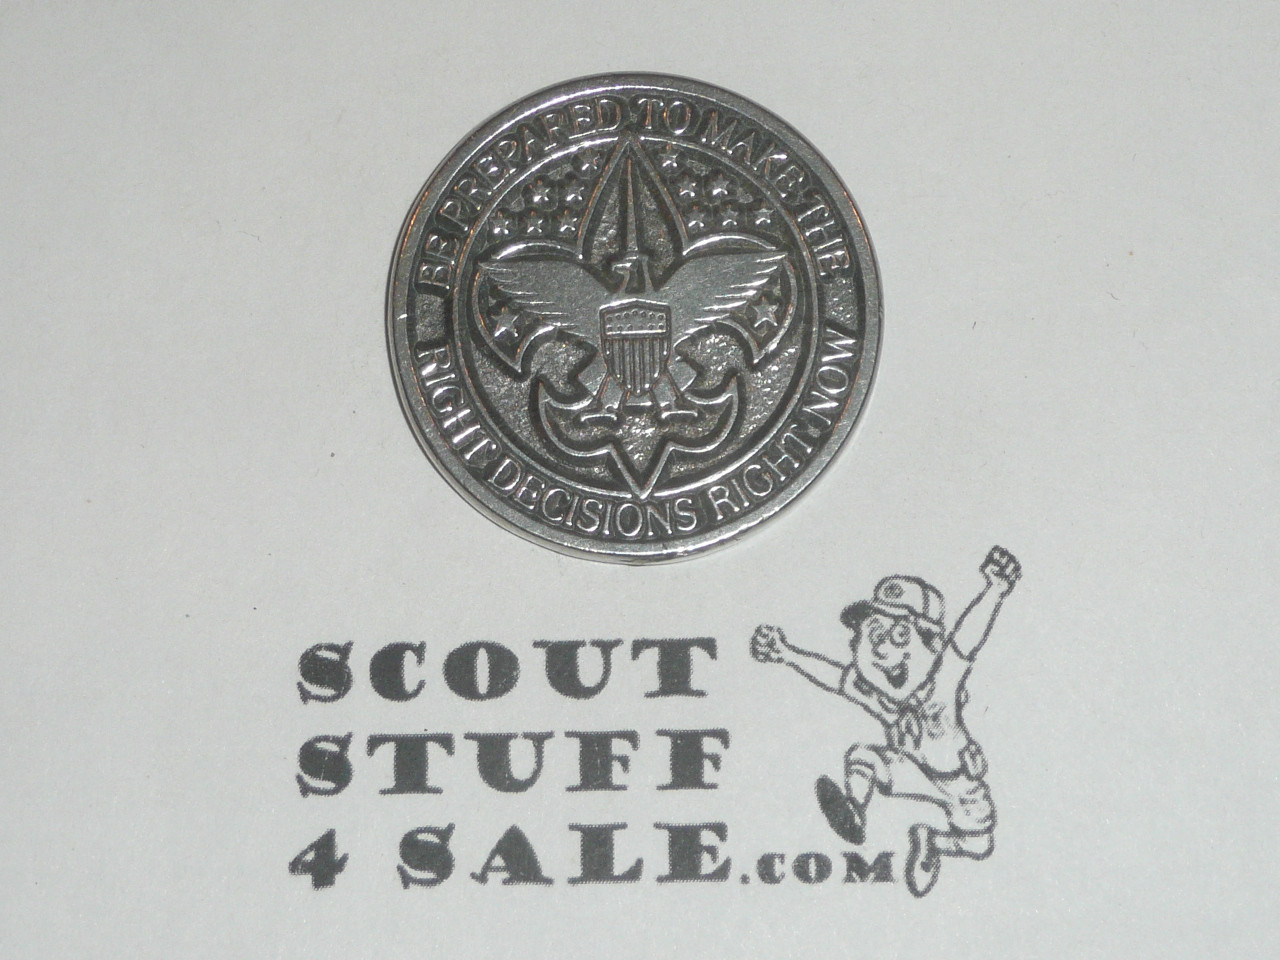 BE PREPARED TO MAKE THE
RIGHT DECISIONS RIGHT NOW
SCOUT
STUFF
4 SALE.COM